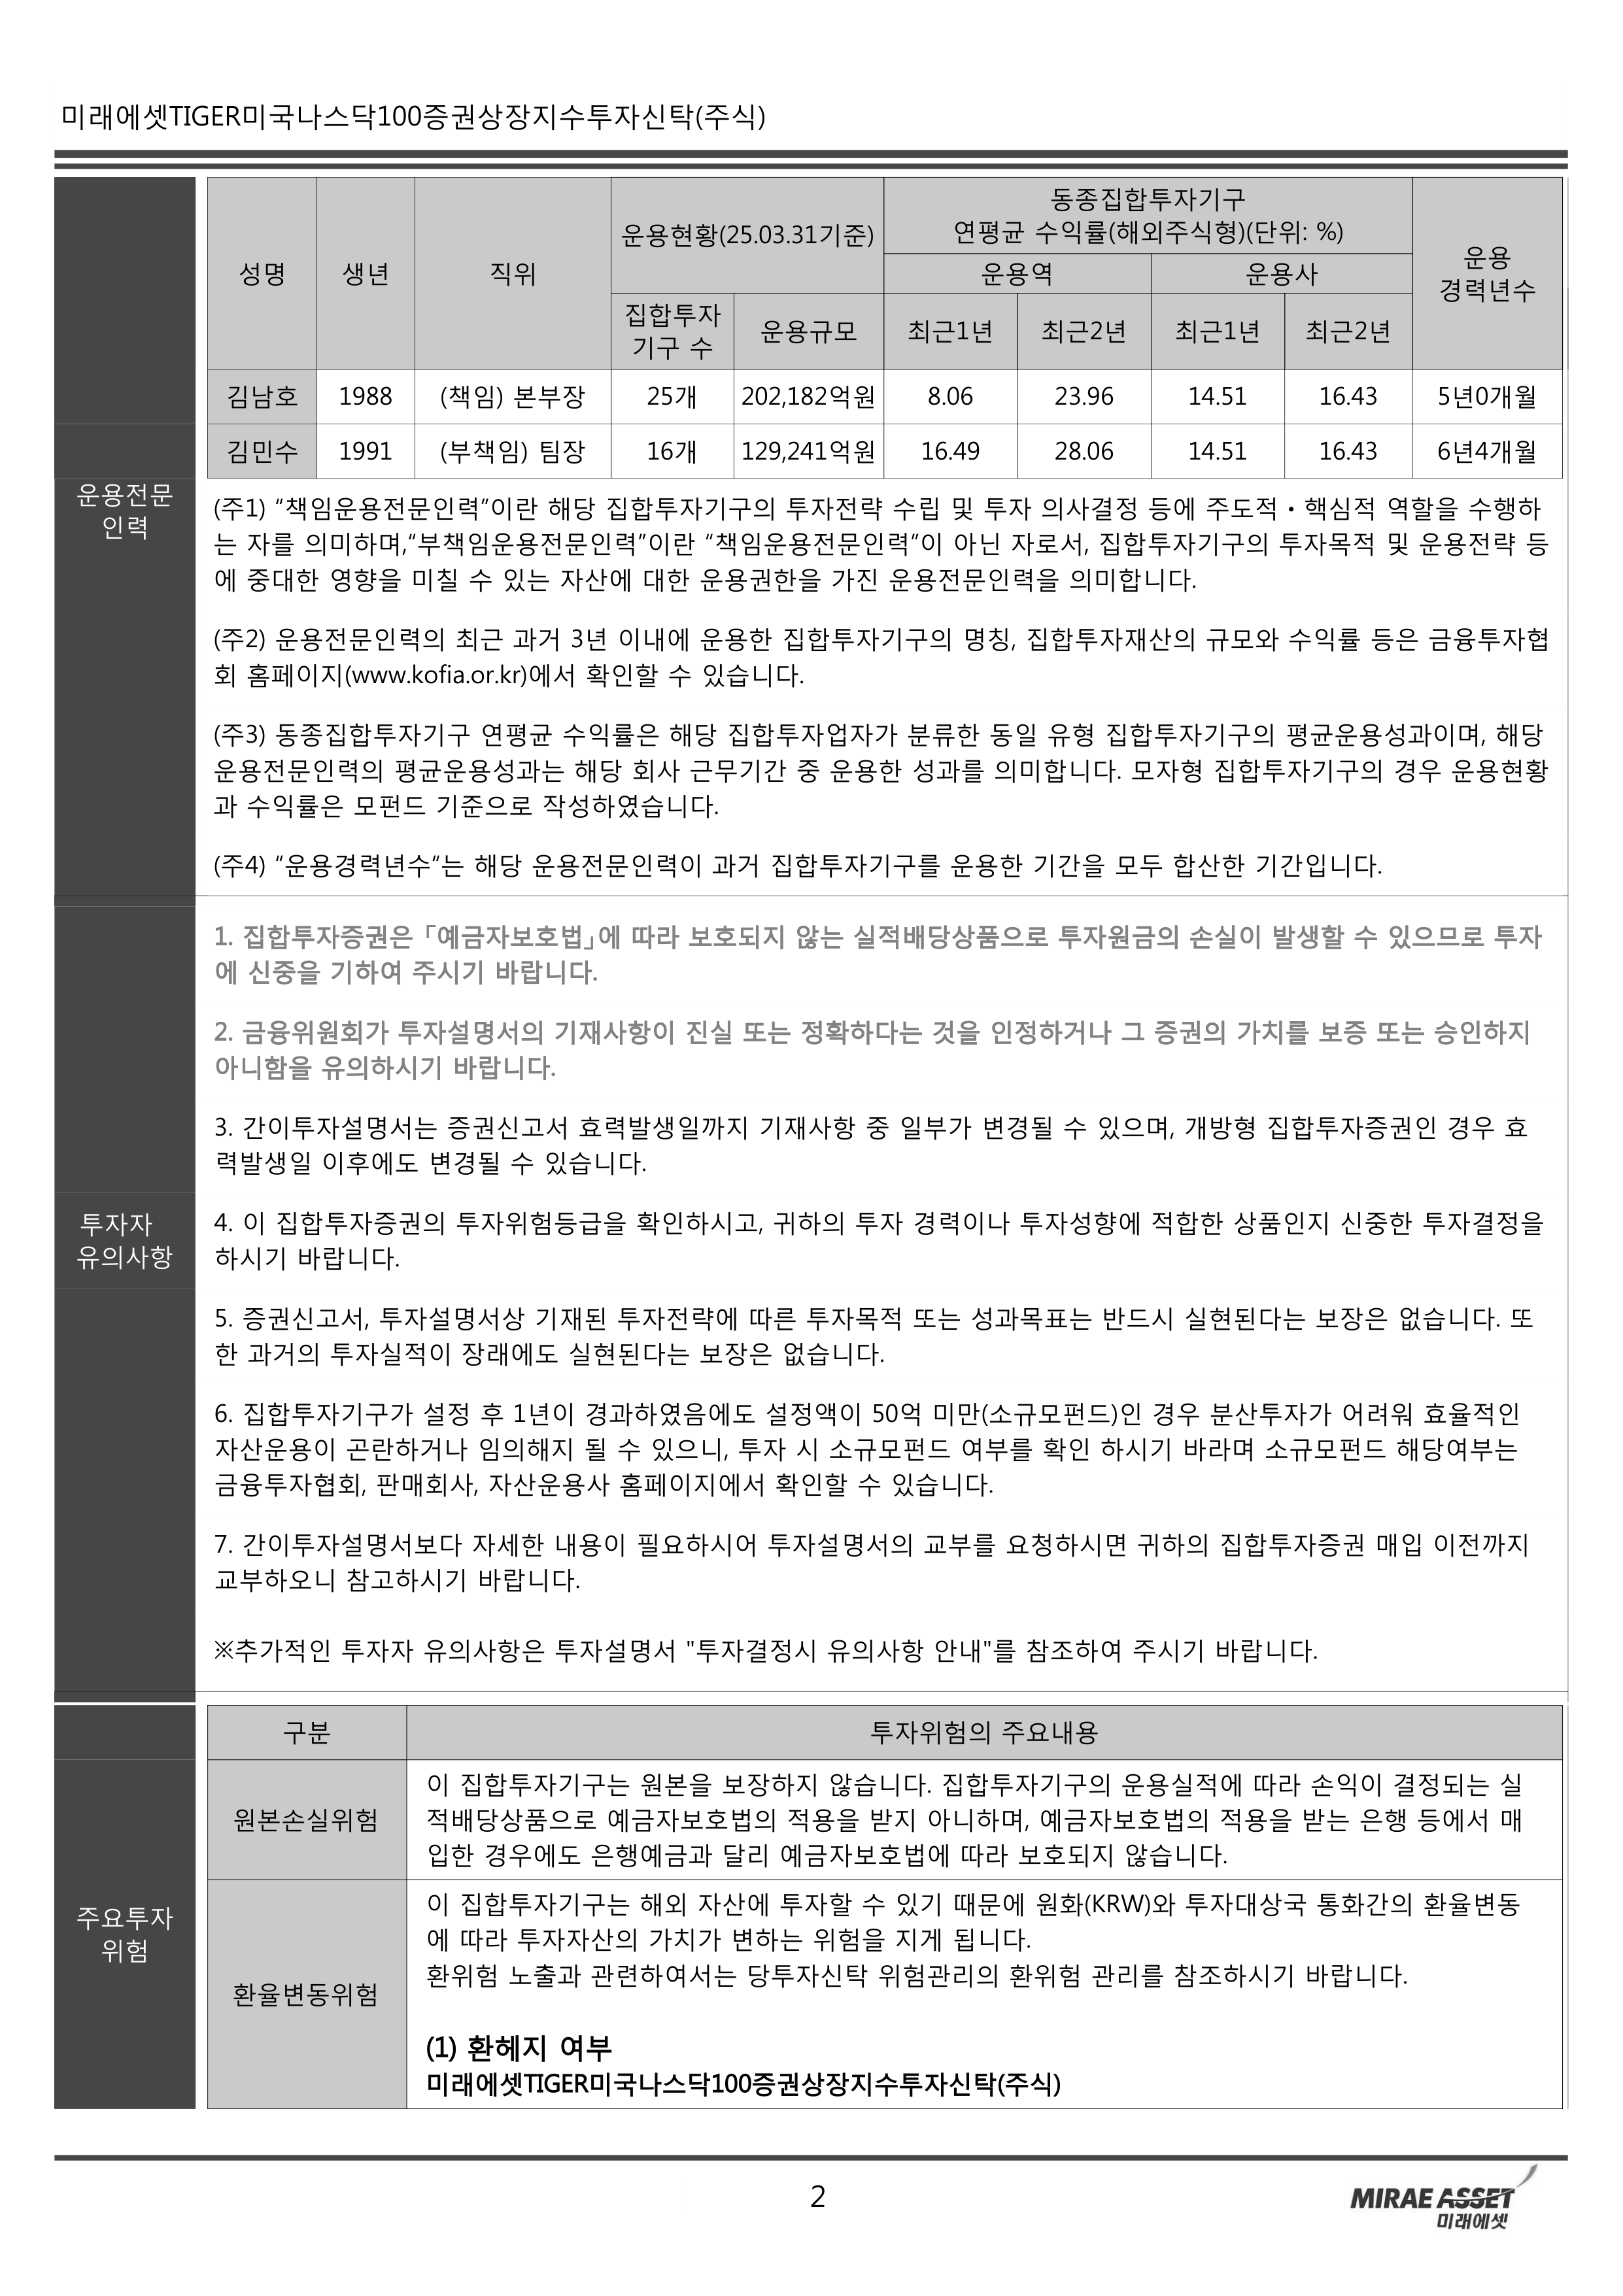 미래에셋TIGER미국나스닥100증권상장지수투자신탁(주식)
운용전문
인력
성명 생년 직위 운용현황(25.03.31기준) 동종집합투자기구
연평균 수익률(해외주식형)(단위: %) 운용
경력년수
운용역 운용사
집합투자
기구 수 운용규모 최근1년 최근2년 최근1년 최근2년
김남호 1988 (책임) 본부장 25개 202,182억원 8.06 23.96 14.51 16.43 5년0개월
김민수 1991 (부책임) 팀장 16개 129,241억원 16.49 28.06 14.51 16.43 6년4개월
(주1) “책임운용전문인력”이란 해당 집합투자기구의 투자전략 수립 및 투자 의사결정 등에 주도적·핵심적 역할을 수행하
는 자를 의미하며,“부책임운용전문인력”이란 “책임운용전문인력”이 아닌 자로서, 집합투자기구의 투자목적 및 운용전략 등
에 중대한 영향을 미칠 수 있는 자산에 대한 운용권한을 가진 운용전문인력을 의미합니다.
(주2) 운용전문인력의 최근 과거 3년 이내에 운용한 집합투자기구의 명칭, 집합투자재산의 규모와 수익률 등은 금융투자협
회 홈페이지(www.kofia.or.kr)에서 확인할 수 있습니다.
(주3) 동종집합투자기구 연평균 수익률은 해당 집합투자업자가 분류한 동일 유형 집합투자기구의 평균운용성과이며, 해당
운용전문인력의 평균운용성과는 해당 회사 근무기간 중 운용한 성과를 의미합니다. 모자형 집합투자기구의 경우 운용현황
과 수익률은 모펀드 기준으로 작성하였습니다.
(주4) “운용경력년수“는 해당 운용전문인력이 과거 집합투자기구를 운용한 기간을 모두 합산한 기간입니다.
투자자
유의사항
1. 집합투자증권은 「예금자보호법」에 따라 보호되지 않는 실적배당상품으로 투자원금의 손실이 발생할 수 있으므로 투자
에 신중을 기하여 주시기 바랍니다.
2. 금융위원회가 투자설명서의 기재사항이 진실 또는 정확하다는 것을 인정하거나 그 증권의 가치를 보증 또는 승인하지
아니함을 유의하시기 바랍니다.
3. 간이투자설명서는 증권신고서 효력발생일까지 기재사항 중 일부가 변경될 수 있으며, 개방형 집합투자증권인 경우 효
력발생일 이후에도 변경될 수 있습니다.
4. 이 집합투자증권의 투자위험등급을 확인하시고, 귀하의 투자 경력이나 투자성향에 적합한 상품인지 신중한 투자결정을
하시기 바랍니다.
5. 증권신고서, 투자설명서상 기재된 투자전략에 따른 투자목적 또는 성과목표는 반드시 실현된다는 보장은 없습니다. 또
한 과거의 투자실적이 장래에도 실현된다는 보장은 없습니다.
6. 집합투자기구가 설정 후 1년이 경과하였음에도 설정액이 50억 미만(소규모펀드)인 경우 분산투자가 어려워 효율적인
자산운용이 곤란하거나 임의해지 될 수 있으니, 투자 시 소규모펀드 여부를 확인 하시기 바라며 소규모펀드 해당여부는
금융투자협회, 판매회사, 자산운용사 홈페이지에서 확인할 수 있습니다.
7. 간이투자설명서보다 자세한 내용이 필요하시어 투자설명서의 교부를 요청하시면 귀하의 집합투자증권 매입 이전까지
교부하오니 참고하시기 바랍니다.
※추가적인 투자자 유의사항은 투자설명서 "투자결정시 유의사항 안내"를 참조하여 주시기 바랍니다.
주요투자
위험
구분 투자위험의 주요내용
원본손실위험
이 집합투자기구는 원본을 보장하지 않습니다. 집합투자기구의 운용실적에 따라 손익이 결정되는 실
적배당상품으로 예금자보호법의 적용을 받지 아니하며, 예금자보호법의 적용을 받는 은행 등에서 매
입한 경우에도 은행예금과 달리 예금자보호법에 따라 보호되지 않습니다.
환율변동위험
이 집합투자기구는 해외 자산에 투자할 수 있기 때문에 원화(KRW)와 투자대상국 통화간의 환율변동
에 따라 투자자산의 가치가 변하는 위험을 지게 됩니다.
환위험 노출과 관련하여서는 당투자신탁 위험관리의 환위험 관리를 참조하시기 바랍니다.
(1) 환헤지 여부
미래에셋TIGER미국나스닥100증권상장지수투자신탁(주식)
2
MIRAE ASSET
미래에셋